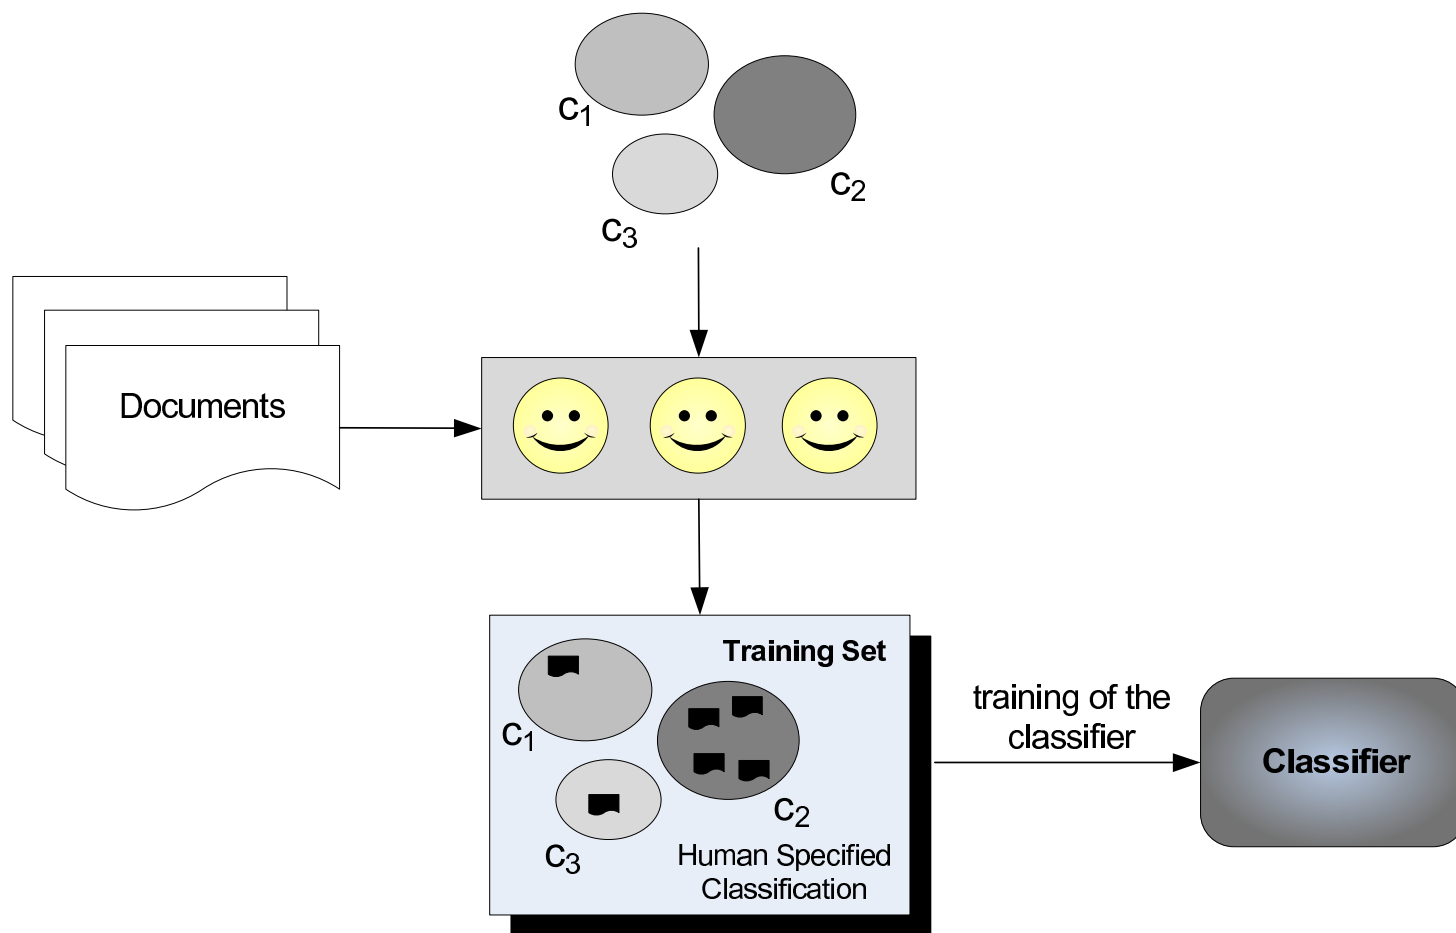 c1
c2
c3
Documents
Training Set
c1
c2
c3
Human Specified
Classification
training of the
classifier
Classifier